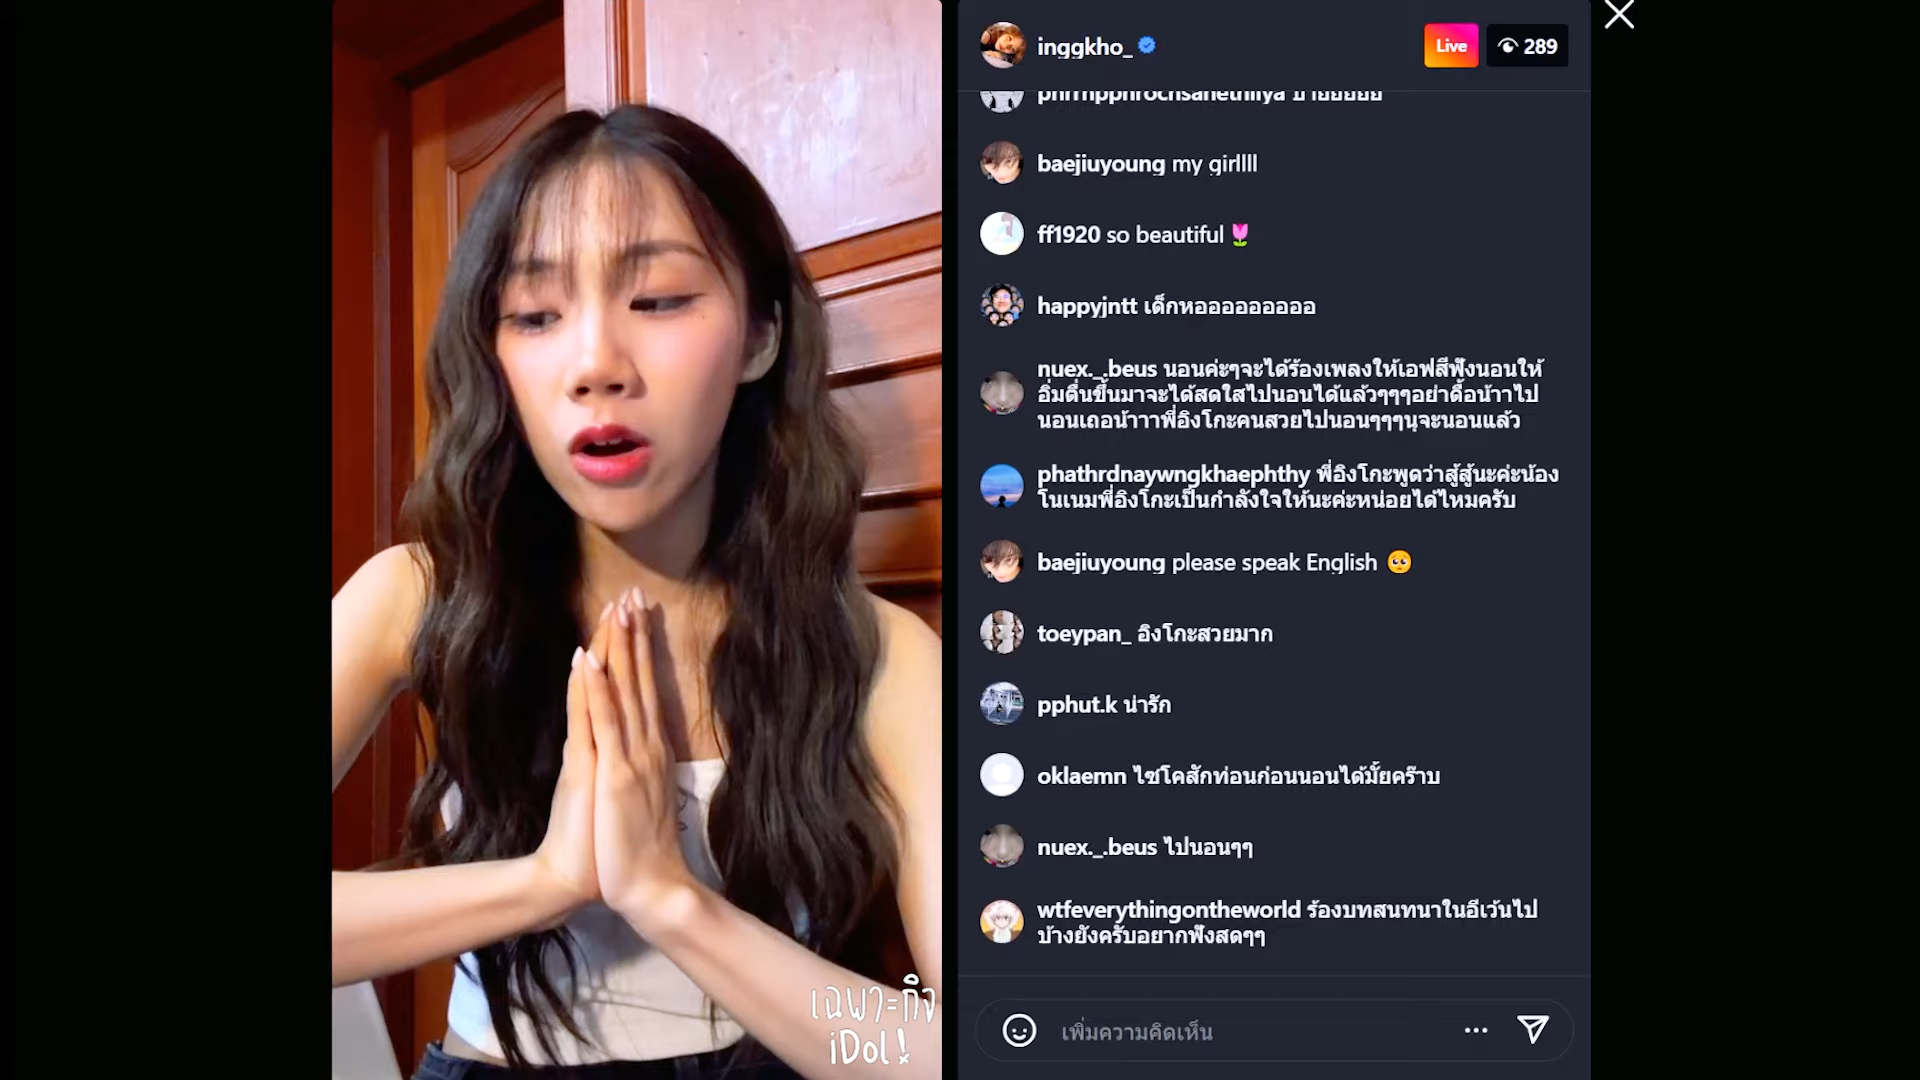 inggkho_
Live
289
baejiuyoung my girllll
ff1920 so beautiful🌷
happyjntt เด็กหออออออออออ
nuex._.beus นอนค่ะๆจะได้ร้องเพลงให้เอฟสีฟังนอนให้
อิ่มตื่นขึ้นมาจะได้สดใสไปนอนได้แล้วๆๆๆอย่าดื้อน้าาไป
นอนเถอน้าาาพี่อิงโกะคนสวยไปนอนๆๆๆนุจะนอนแล้ว
phathrdnaywngkhaephthy พี่อิงโกะพูดว่าสู้สู้นะค่ะน้อง
โนเนมพี่อิงโกะเป็นกำลังใจให้นะค่ะหน่อยได้ไหมครับ
baejiuyoung please speak English 🥺
toeypan_ อิงโกะสวยมาก
pphut.k น่ารัก
oklaemn ไซโคสักท่อนก่อนนอนได้มั้ยคร๊าบ
nuex._.beus ไปนอนๆๆ
wtfeverythingontheworld ร้องบทสนทนาในอีเว้นไป
บ้างยังครับอยากฟังสดๆๆ
เพิ่มความคิดเห็น
เฉพาะกิจ
iDol!